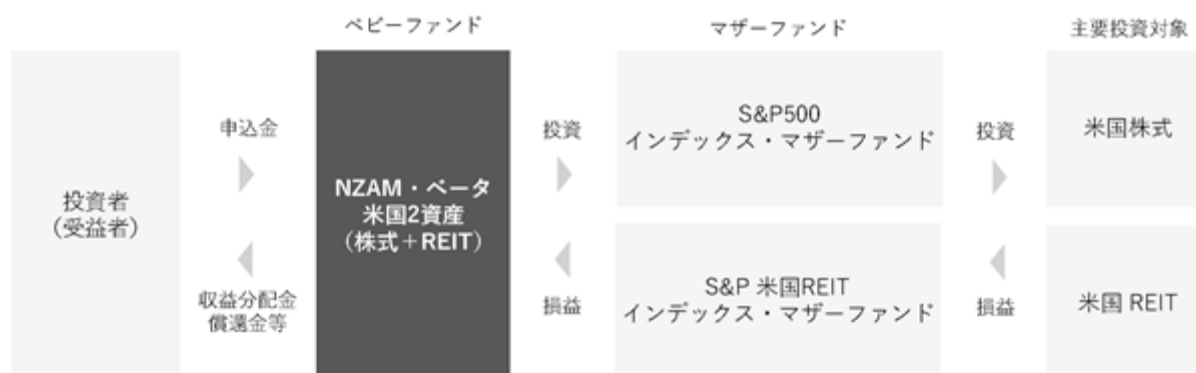 ベビーファンド
マザーファンド
主要投資対象
投資者
（受益者）
申込金
収益分配金
償還金等
NZAM・ベータ
米国2資産
（株式＋REIT）
投資
損益
S&P500
インデックス・マザーファンド
S&P 米国REIT
インデックス・マザーファンド
投資
損益
米国株式
米国 REIT